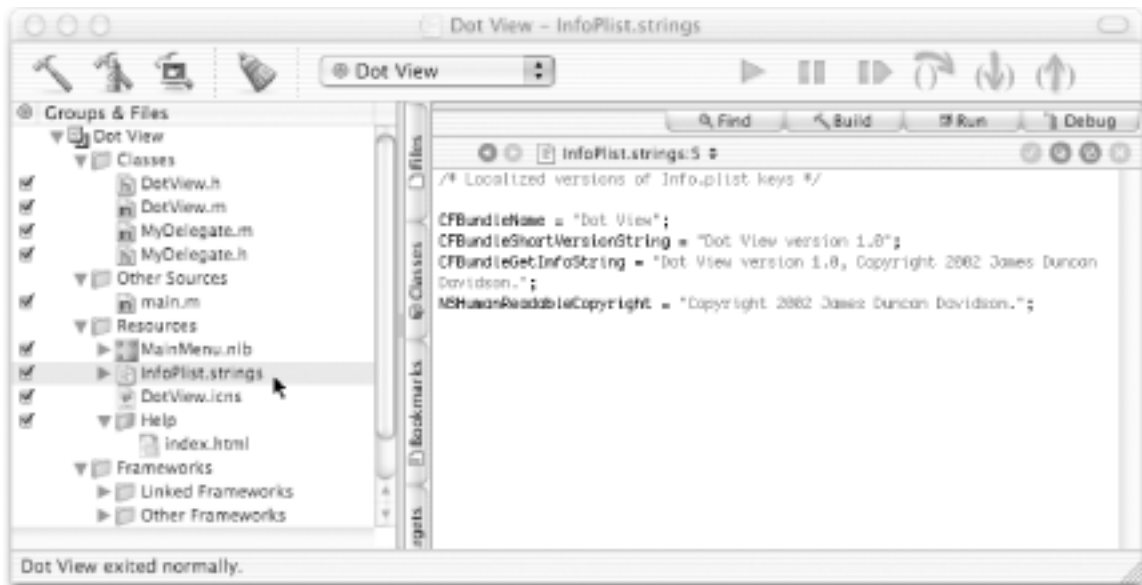 Dot View – InfoPlist.strings
Dot View
Groups & Files
Dot View
Classes
DotView.h
DotView.m
MyDelegate.m
MyDelegate.h
Other Sources
main.m
Resources
MainMenu.nib
InfoPlist.strings
DotView.icns
Help
index.html
Frameworks
Linked Frameworks
Other Frameworks
Files
Classes
Bookmarks
Find
Build
Run
Debug
InfoPlist.strings:5
/* Localized versions of Info.plist keys */
CFBundleName = "Dot View";
CFBundleShortVersionString = "Dot View version 1.0";
CFBundleGetInfoString = "Dot View version 1.0, Copyright 2002 James Duncan
Davidson.";
NSHumanReadableCopyright = "Copyright 2002 James Duncan Davidson.";
Dot View exited normally.